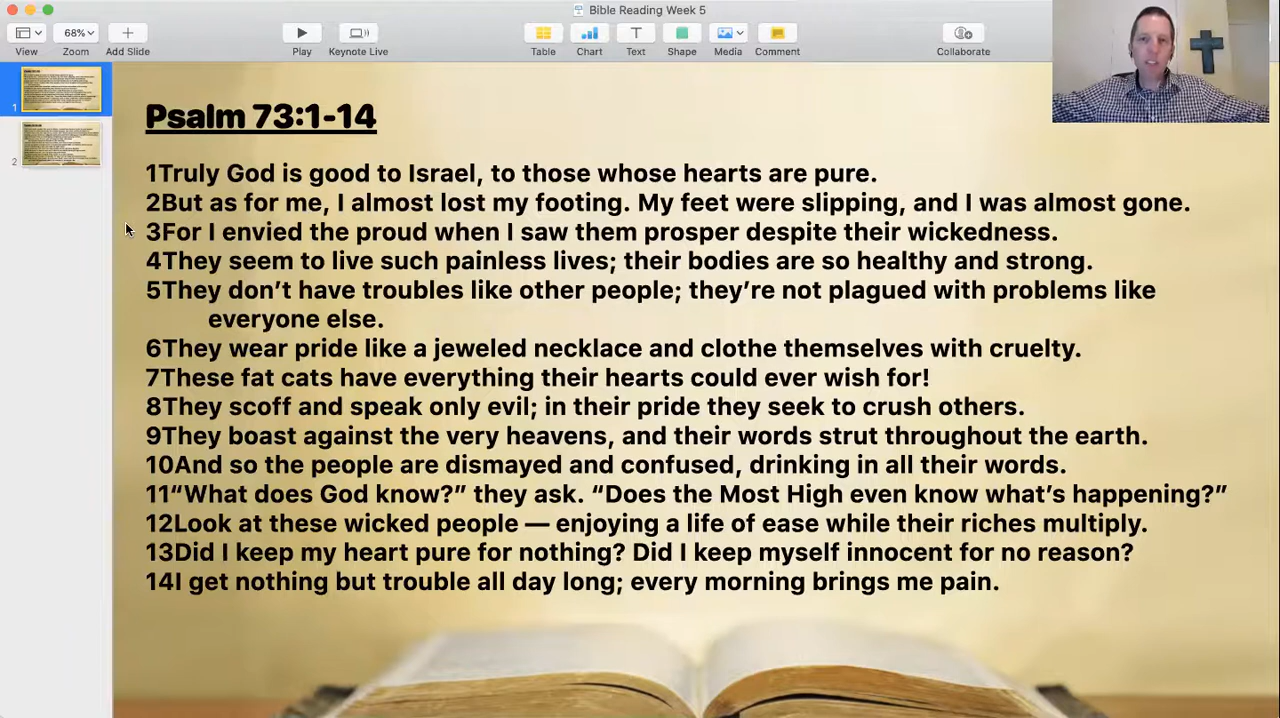 Bible Reading Week 5
68%
View
Zoom
Add Slide
Play
Keynote Live
Table
Chart
Text
Shape
Media
Comment
Collaborate
1
2
Psalm 73:1-14
1Truly God is good to Israel, to those whose hearts are pure.
2But as for me, I almost lost my footing. My feet were slipping, and I was almost gone.
3For I envied the proud when I saw them prosper despite their wickedness.
4They seem to live such painless lives; their bodies are so healthy and strong.
5They don’t have troubles like other people; they’re not plagued with problems like
everyone else.
6They wear pride like a jeweled necklace and clothe themselves with cruelty.
7These fat cats have everything their hearts could ever wish for!
8They scoff and speak only evil; in their pride they seek to crush others.
9They boast against the very heavens, and their words strut throughout the earth.
10And so the people are dismayed and confused, drinking in all their words.
11“What does God know?” they ask. “Does the Most High even know what’s happening?”
12Look at these wicked people — enjoying a life of ease while their riches multiply.
13Did I keep my heart pure for nothing? Did I keep myself innocent for no reason?
14I get nothing but trouble all day long; every morning brings me pain.